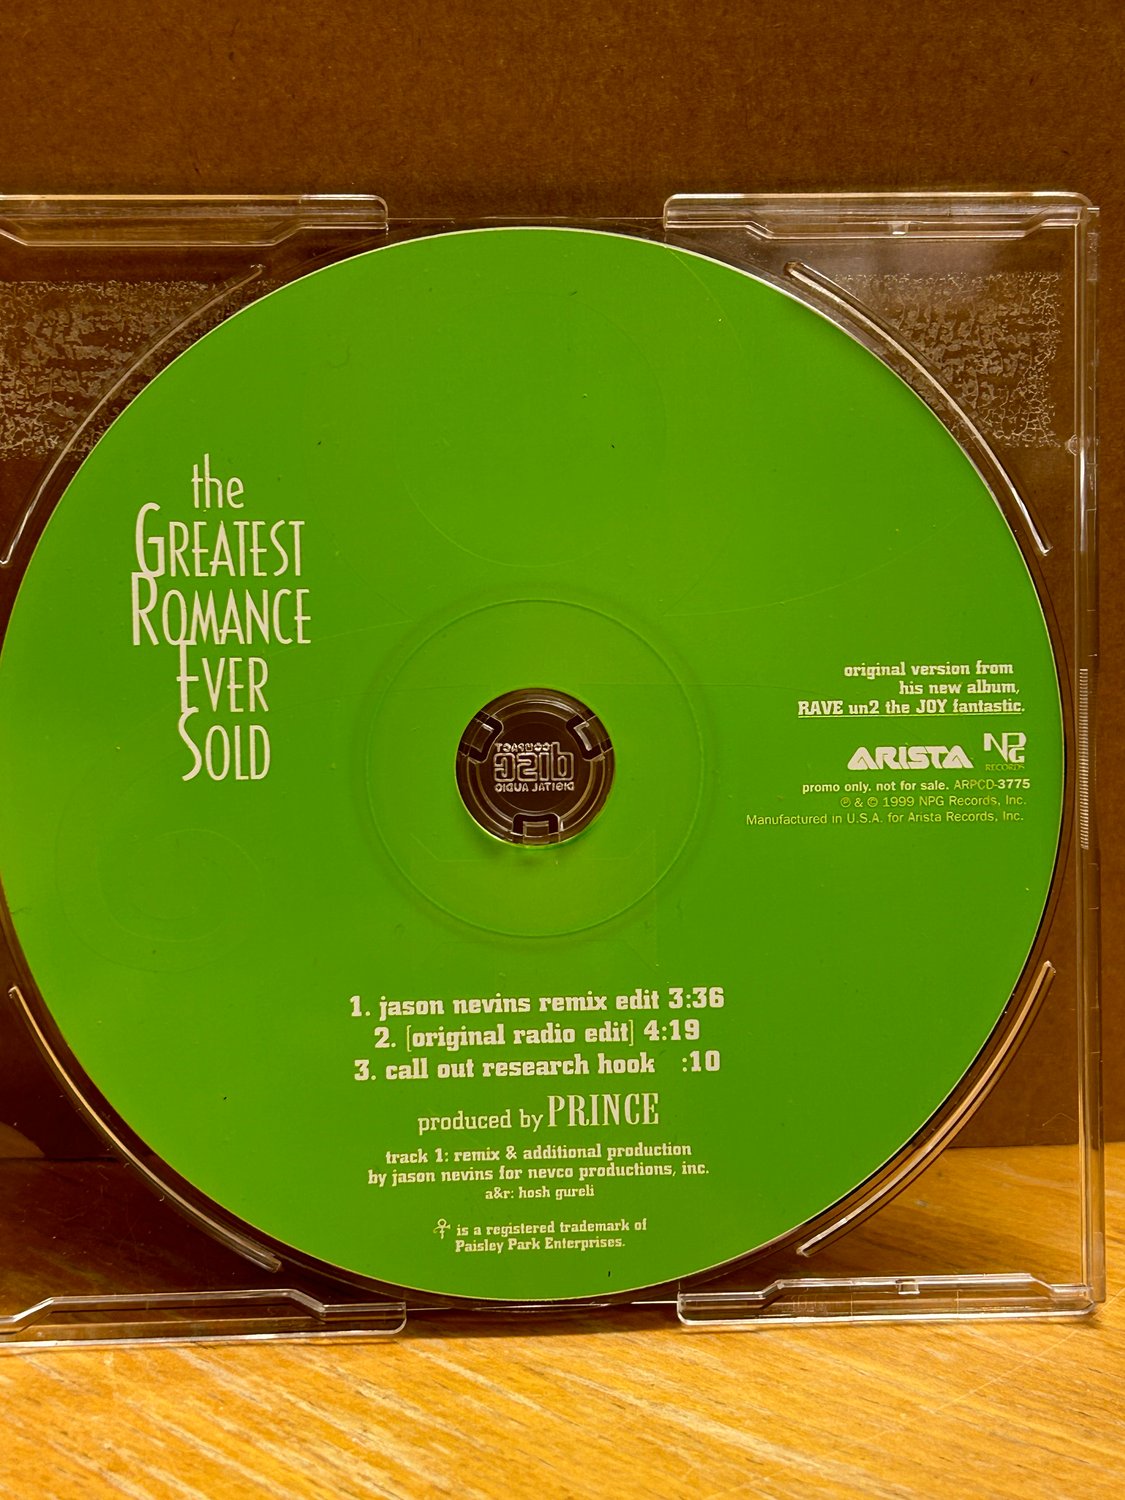 the
GREATEST
ROMANCE
EVER
SOLD
original version from
his new album,
RAVE un2 the JOY fantastic.
ARISTA NPG
RECORDS
promo only. not for sale. ARPCD-3775
℗ & © 1999 NPG Records, Inc.
Manufactured in U.S.A. for Arista Records, Inc.
COMPACT
disc
DIGITAL AUDIO
1. jason nevins remix edit 3:36
2. [original radio edit] 4:19
3. call out research hook :10
produced by PRINCE
track 1: remix & additional production
by jason nevins for nevco productions, inc.
a&r: hosh gureli
is a registered trademark of
Paisley Park Enterprises.